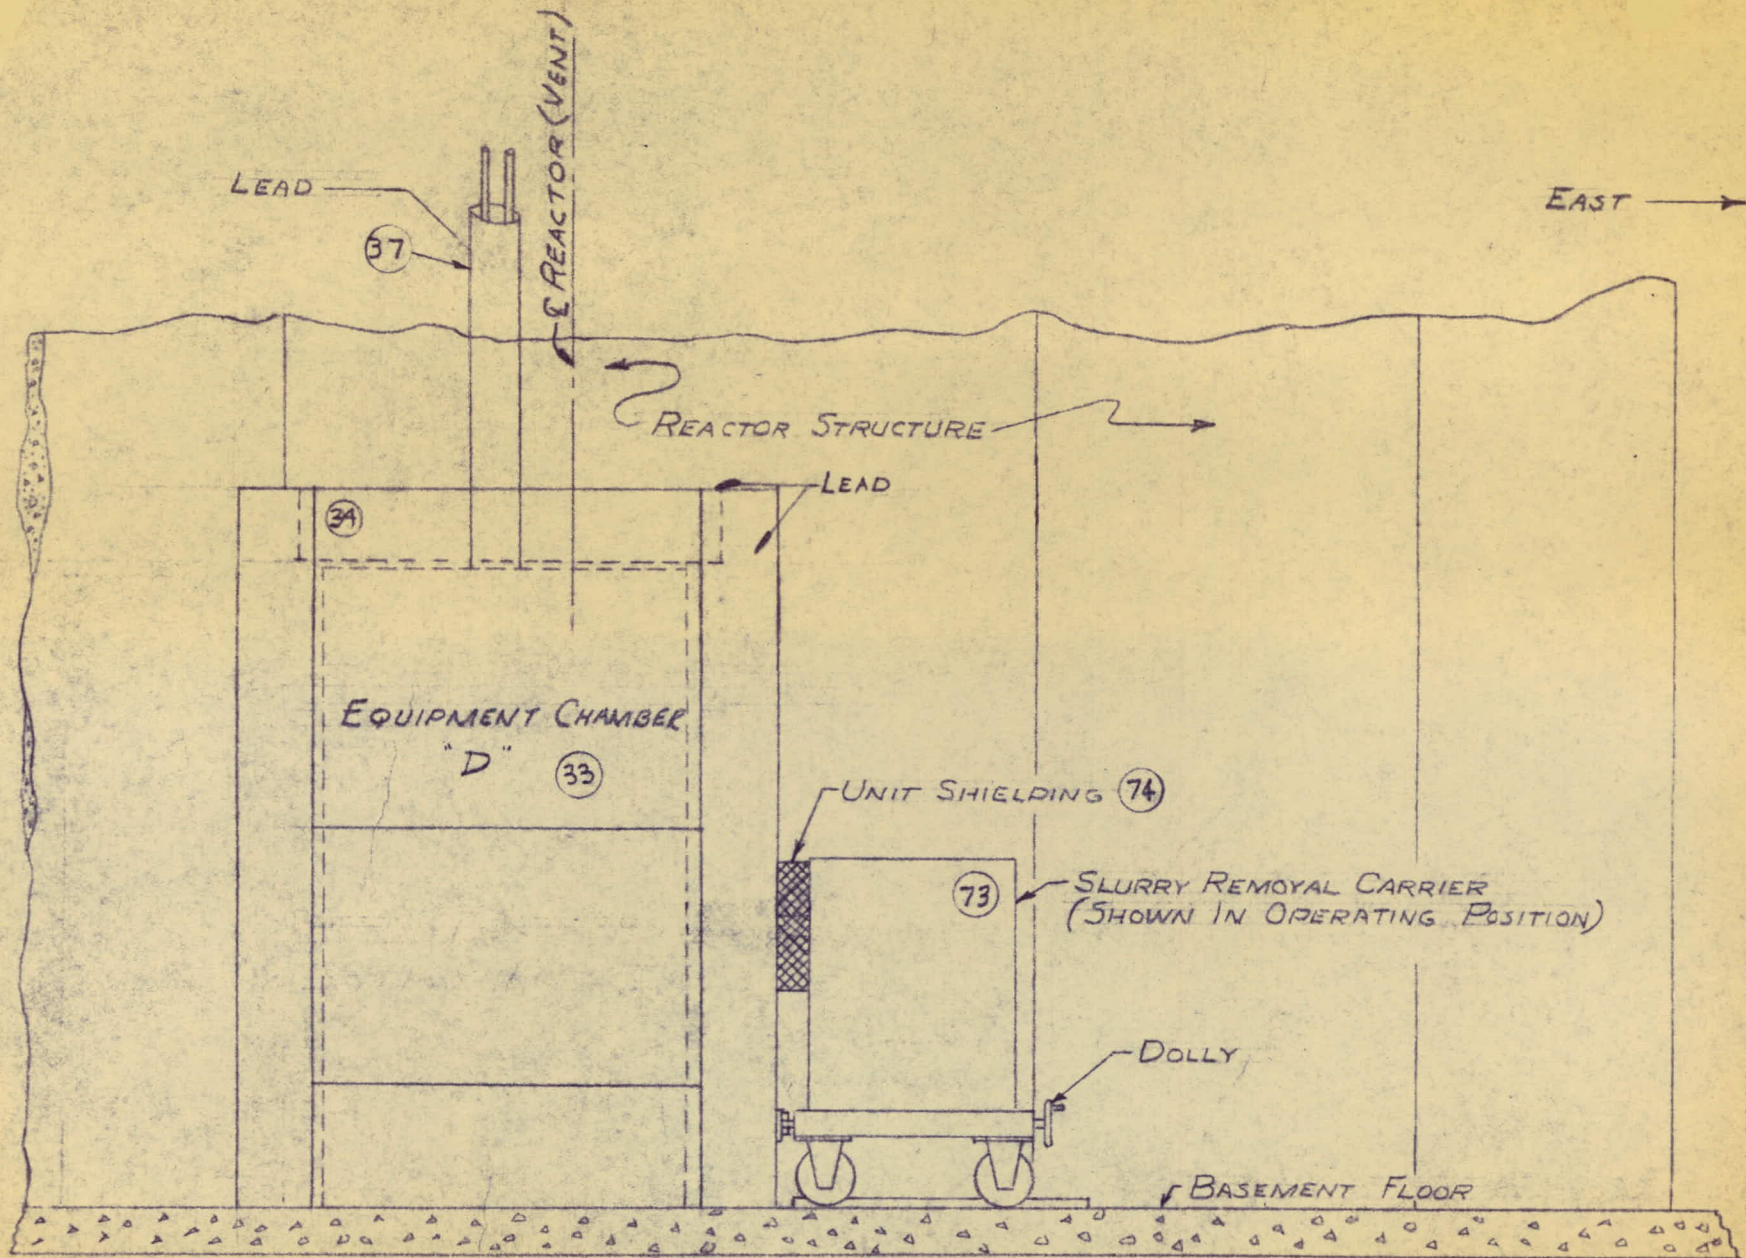 ℄ REACTOR (VENT)
LEAD
EAST
37
REACTOR STRUCTURE
LEAD
34
EQUIPMENT CHAMBER
"D" 33
UNIT SHIELDING 74
73
SLURRY REMOVAL CARRIER
(SHOWN IN OPERATING POSITION)
DOLLY
BASEMENT FLOOR